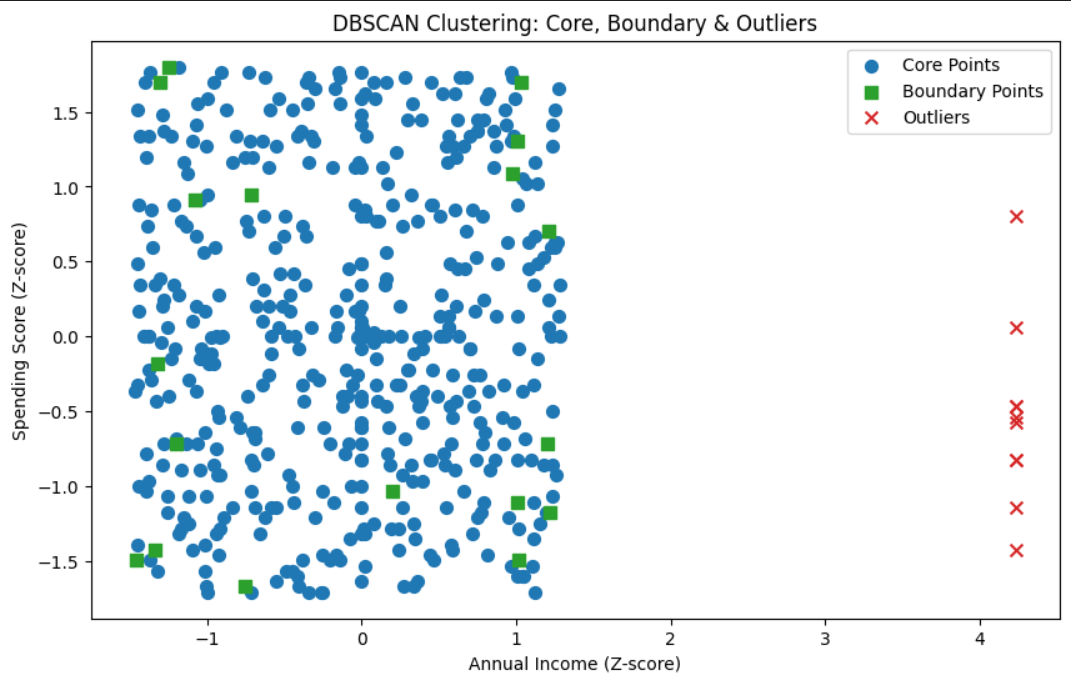 DBSCAN Clustering: Core, Boundary & Outliers
Core Points
Boundary Points
Outliers
1.5
1.0
0.5
0.0
−0.5
−1.0
−1.5
Spending Score (Z-score)
−1
0
1
2
3
4
Annual Income (Z-score)